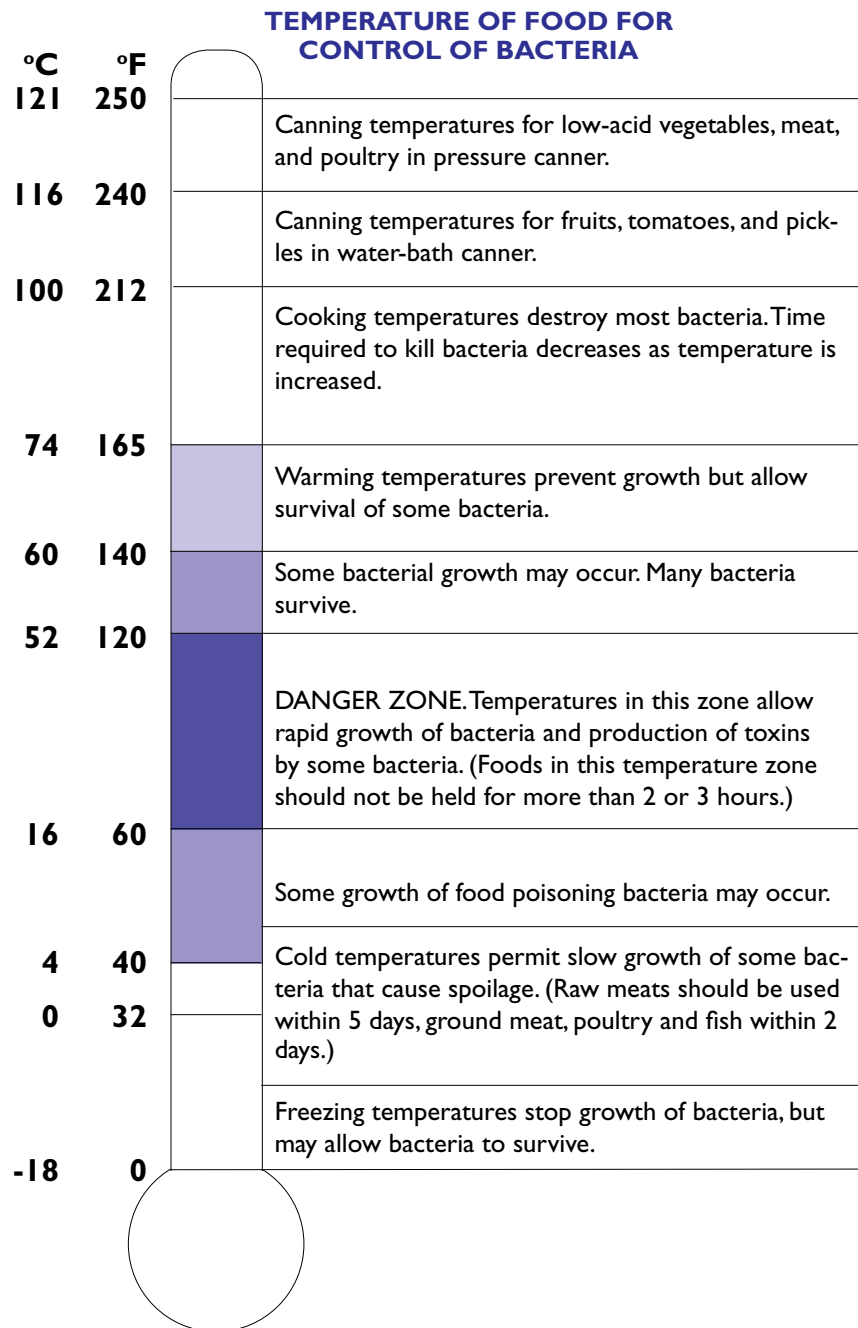 TEMPERATURE OF FOOD FOR
CONTROL OF BACTERIA
ºC ºF
121 250
Canning temperatures for low-acid vegetables, meat,
and poultry in pressure canner.
116 240
Canning temperatures for fruits, tomatoes, and pick-
les in water-bath canner.
100 212
Cooking temperatures destroy most bacteria. Time
required to kill bacteria decreases as temperature is
increased.
74 165
Warming temperatures prevent growth but allow
survival of some bacteria.
60 140
Some bacterial growth may occur. Many bacteria
survive.
52 120
DANGER ZONE. Temperatures in this zone allow
rapid growth of bacteria and production of toxins
by some bacteria. (Foods in this temperature zone
should not be held for more than 2 or 3 hours.)
16 60
Some growth of food poisoning bacteria may occur.
4 40
Cold temperatures permit slow growth of some bac-
teria that cause spoilage. (Raw meats should be used
0 32
within 5 days, ground meat, poultry and fish within 2
days.)
Freezing temperatures stop growth of bacteria, but
may allow bacteria to survive.
-18 0